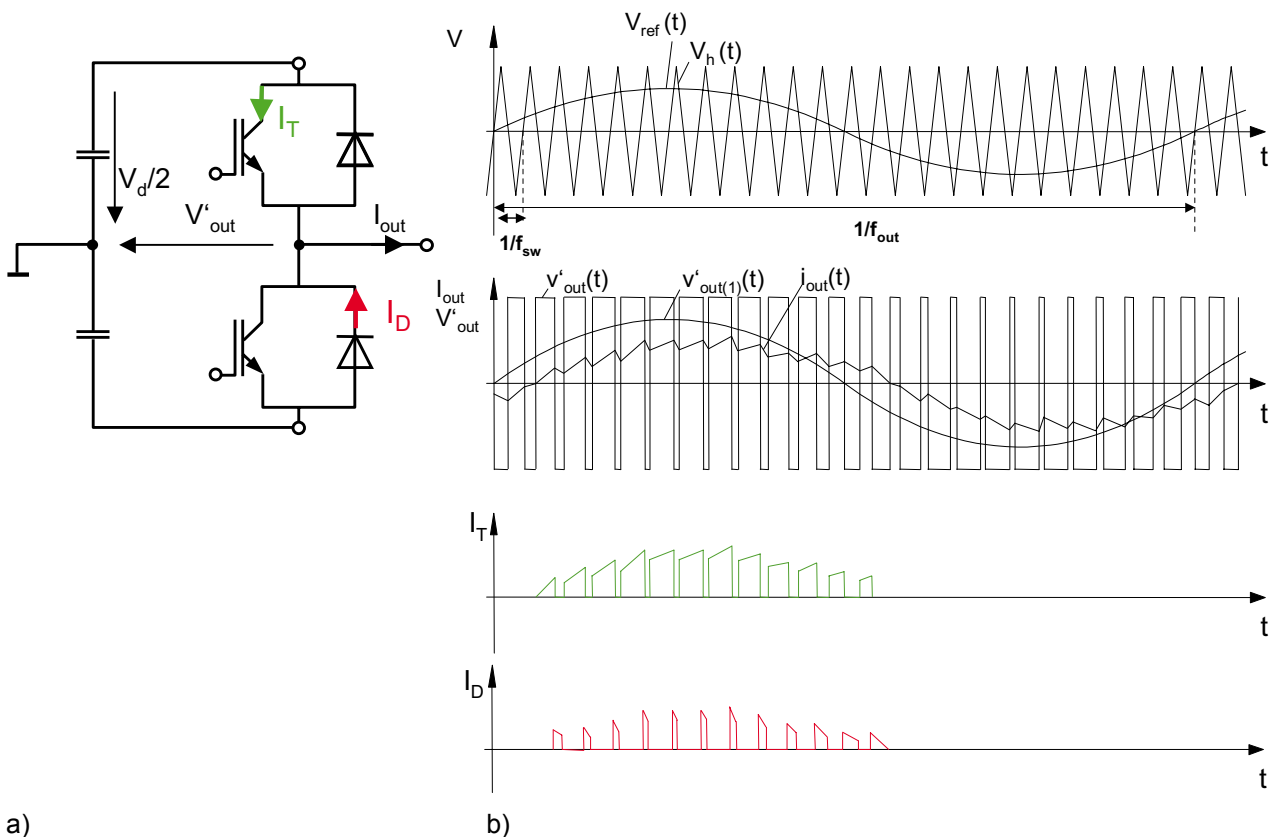 I_T
V_d/2
V‘_out
I_out
I_D
a)
V
V_ref(t)
V_h(t)
t
1/f_sw
1/f_out
I_out
V‘_out
v‘_out(t)
v‘_out(1)(t)
i_out(t)
t
I_T
t
I_D
t
b)